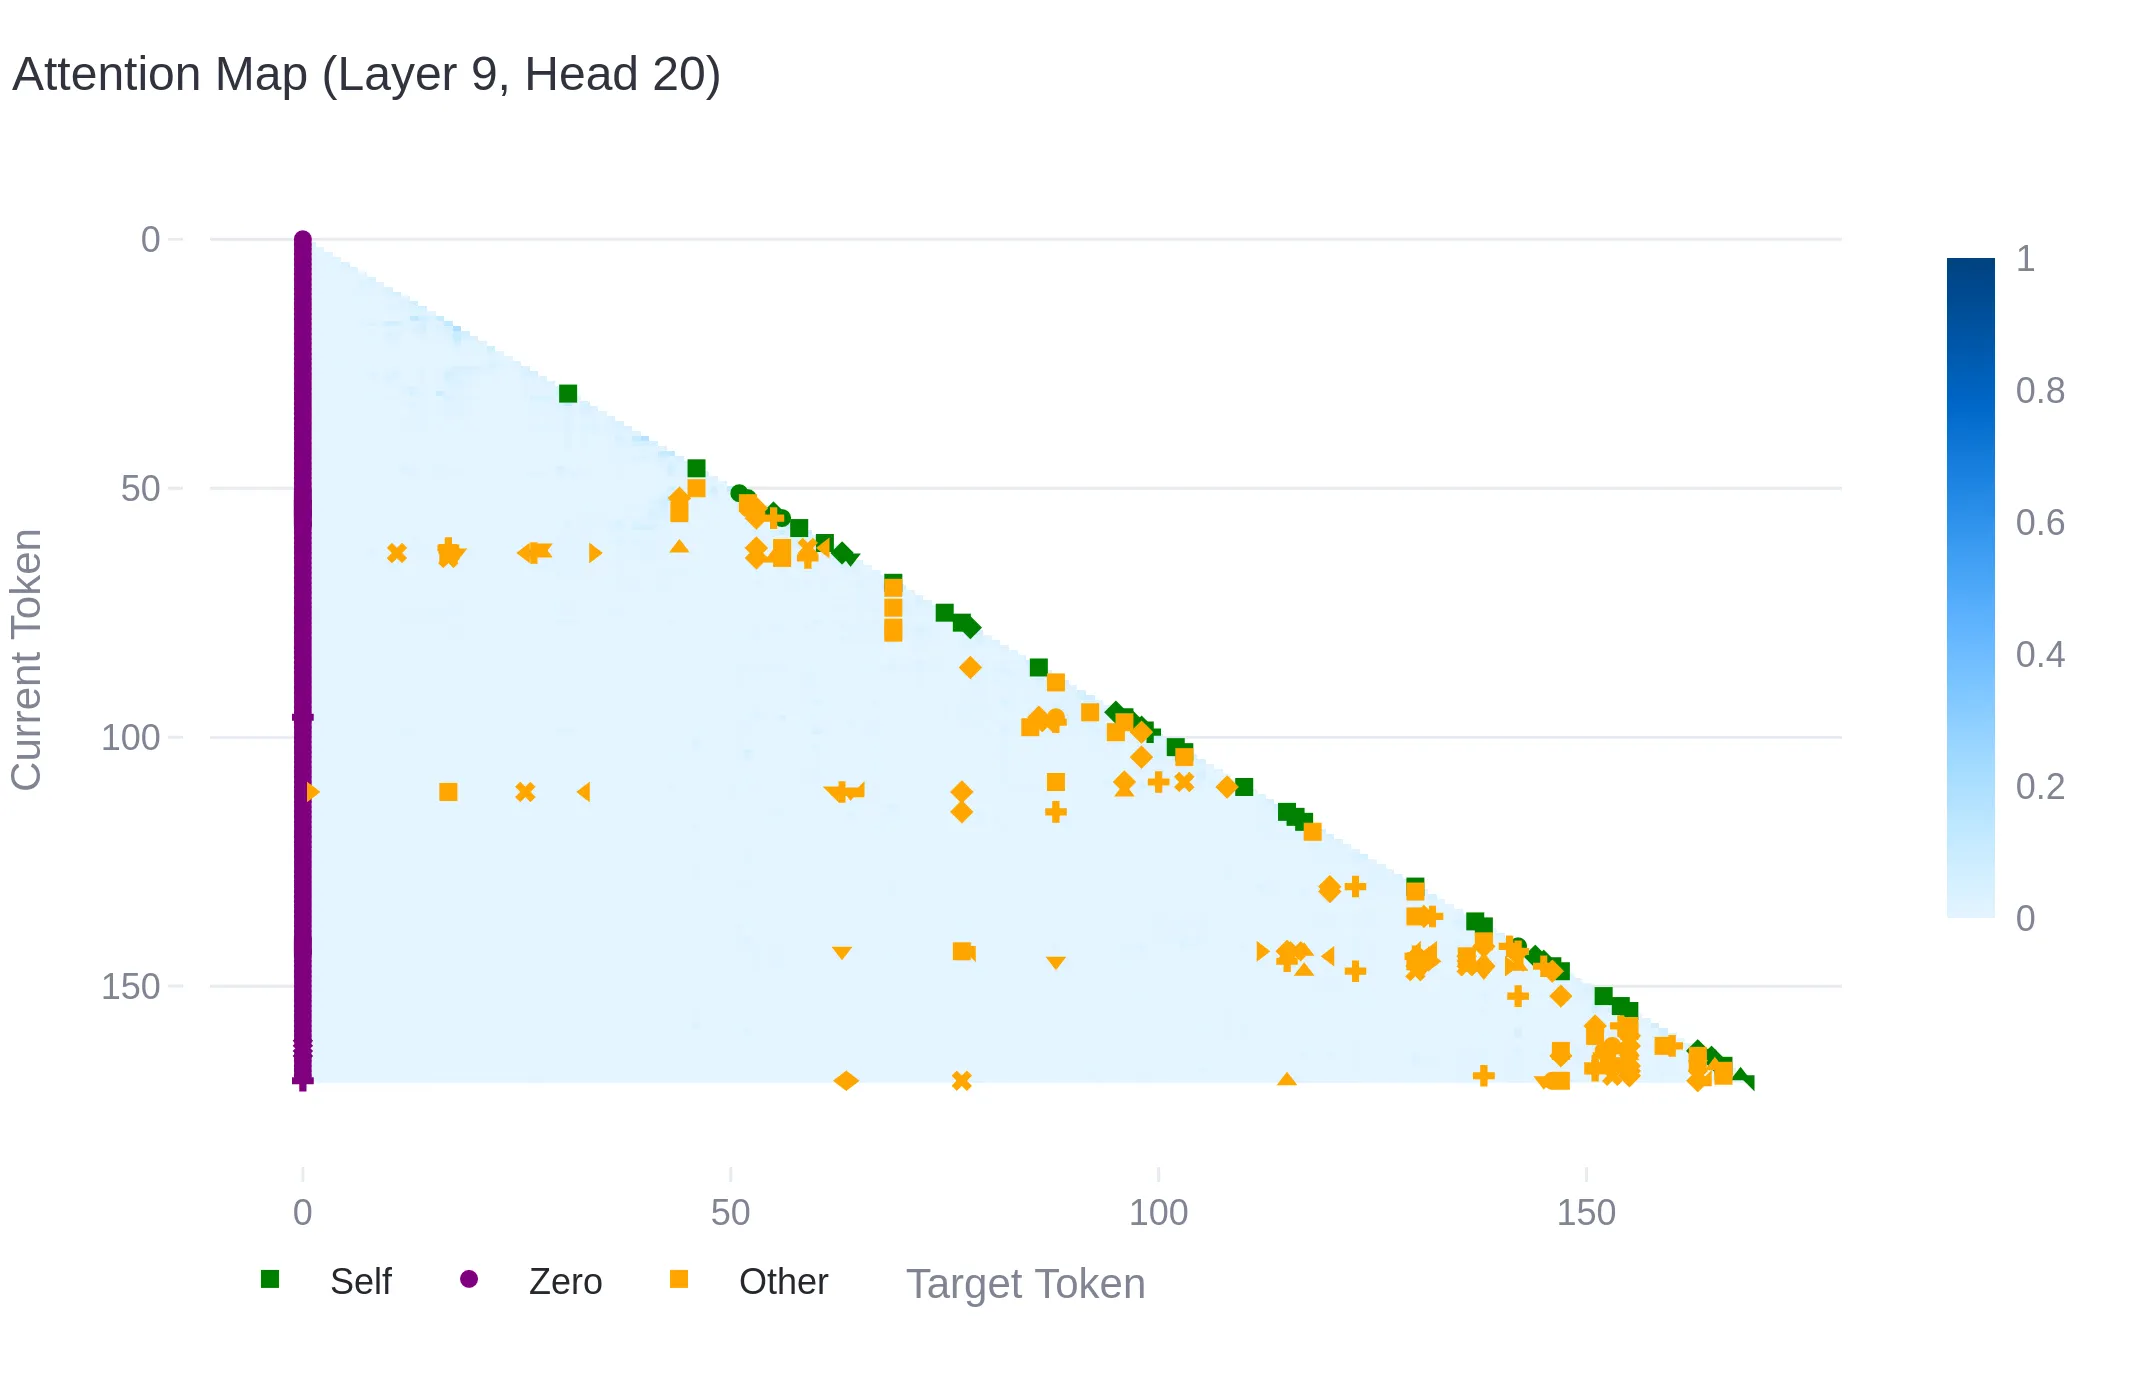 Attention Map (Layer 9, Head 20)
0
50
100
150
Current Token
1
0.8
0.6
0.4
0.2
0
0 50 100 150
Self Zero Other Target Token